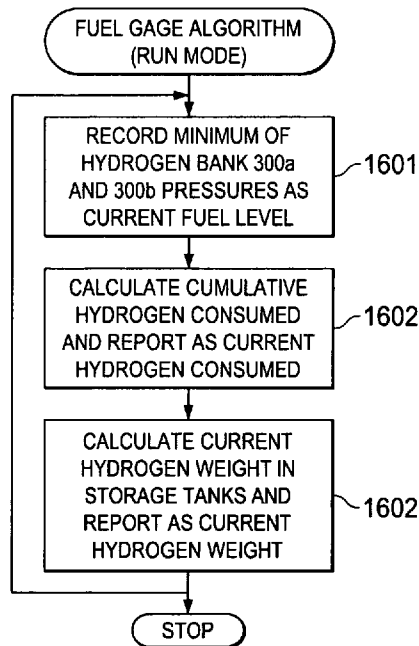 FUEL GAGE ALGORITHM
(RUN MODE)
RECORD MINIMUM OF
HYDROGEN BANK 300a
AND 300b PRESSURES AS
CURRENT FUEL LEVEL
1601
CALCULATE CUMULATIVE
HYDROGEN CONSUMED
AND REPORT AS CURRENT
HYDROGEN CONSUMED
1602
CALCULATE CURRENT
HYDROGEN WEIGHT IN
STORAGE TANKS AND
REPORT AS CURRENT
HYDROGEN WEIGHT
1602
STOP